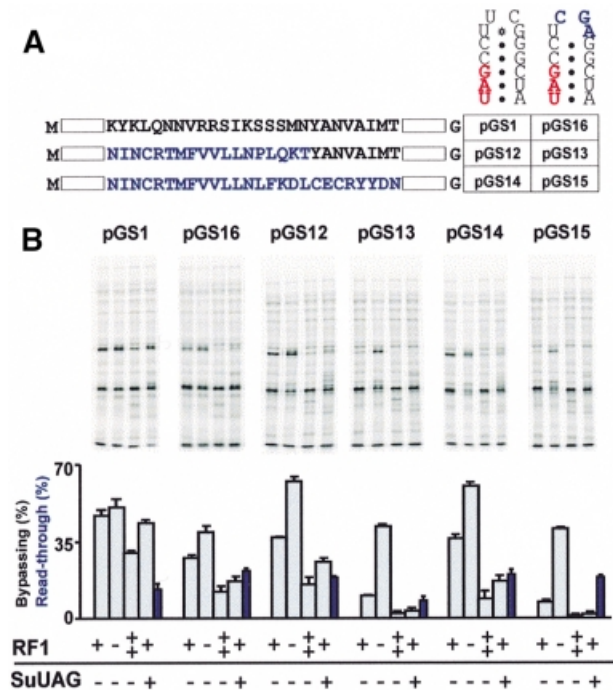 A
U C C G A
U G U A
C G C G
C G C G
G C G C
A U A U
U A U A
M KYKLQNNVRRSIKSSSMNYANVAIMT G pGS1 pGS16
M NINCRTMFVVLLNPLQKTYANVAIMT G pGS12 pGS13
M NINCRTMFVVLLNLFKDLCECRYYDN G pGS14 pGS15
B
pGS1 pGS16 pGS12 pGS13 pGS14 pGS15
Bypassing (%)
Read-through (%)
70
35
0
RF1 + - ++ + + - ++ + + - ++ + + - ++ + + - ++ + + - ++ +
SuUAG - - - + - - - + - - - + - - - + - - - + - - - +